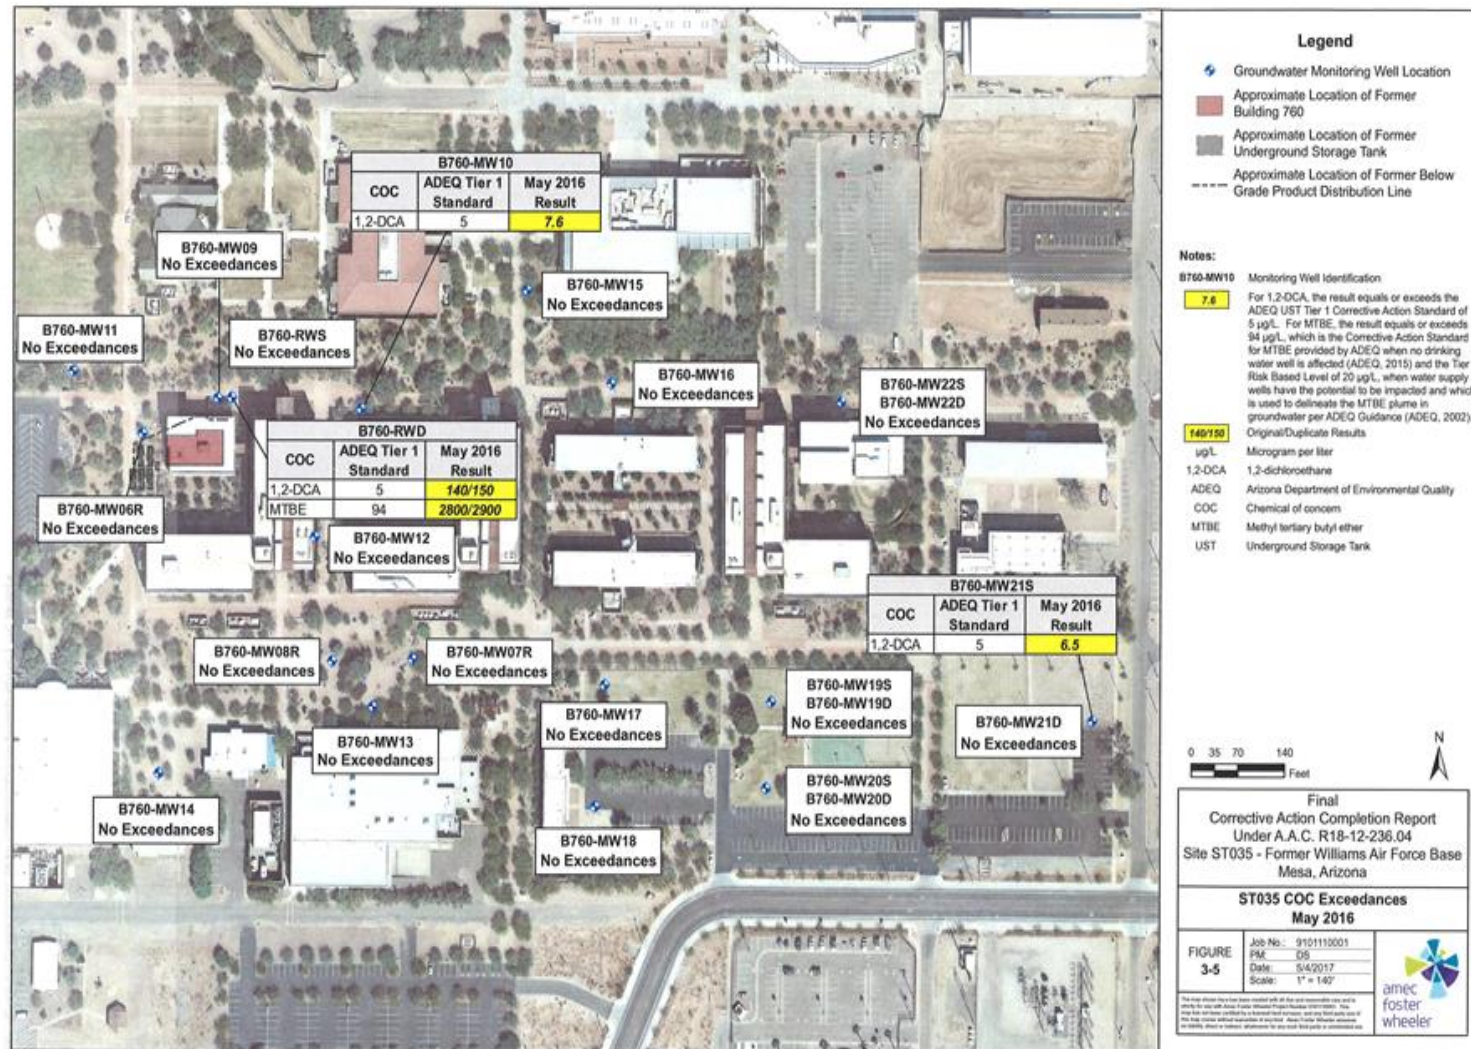 B760-MW10
COC
ADEQ Tier 1 Standard
May 2016 Result
1,2-DCA
5
7.6
B760-MW09
No Exceedances
B760-MW15
No Exceedances
B760-MW11
No Exceedances
B760-RWS
No Exceedances
B760-MW16
No Exceedances
B760-MW22S
B760-MW22D
No Exceedances
B760-RWD
COC
ADEQ Tier 1 Standard
May 2016 Result
1,2-DCA
5
140/150
MTBE
94
2800/2900
B760-MW06R
No Exceedances
B760-MW12
No Exceedances
B760-MW21S
COC
ADEQ Tier 1 Standard
May 2016 Result
1,2-DCA
5
6.5
B760-MW08R
No Exceedances
B760-MW07R
No Exceedances
B760-MW19S
B760-MW19D
No Exceedances
B760-MW17
No Exceedances
B760-MW21D
No Exceedances
B760-MW13
No Exceedances
B760-MW14
No Exceedances
B760-MW20S
B760-MW20D
No Exceedances
B760-MW18
No Exceedances
Legend
Groundwater Monitoring Well Location
Approximate Location of Former
Building 760
Approximate Location of Former
Underground Storage Tank
Approximate Location of Former Below
Grade Product Distribution Line
Notes:
B760-MW10 Monitoring Well Identification
7.6 For 1,2-DCA, the result equals or exceeds the
ADEQ UST Tier 1 Corrective Action Standard of
5 µg/L. For MTBE, the result equals or exceeds
94 µg/L, which is the Corrective Action Standard
for MTBE provided by ADEQ when no drinking
water well is affected (ADEQ, 2015) and the Tier
Risk Based Level of 20 µg/L, when water supply
wells have the potential to be impacted and whic
is used to delineate the MTBE plume in
groundwater per ADEQ Guidance (ADEQ, 2002)
140/150 Original/Duplicate Results
µg/L Microgram per liter
1,2-DCA 1,2-dichloroethane
ADEQ Arizona Department of Environmental Quality
COC Chemical of concern
MTBE Methyl tertiary butyl ether
UST Underground Storage Tank
0 35 70 140
Feet
N
Final
Corrective Action Completion Report
Under A.A.C. R18-12-236.04
Site ST035 - Former Williams Air Force Base
Mesa, Arizona
ST035 COC Exceedances
May 2016
FIGURE
3-5
Job No.: 9101110001
PM: DS
Date: 5/4/2017
Scale: 1" = 140'
amec
foster
wheeler